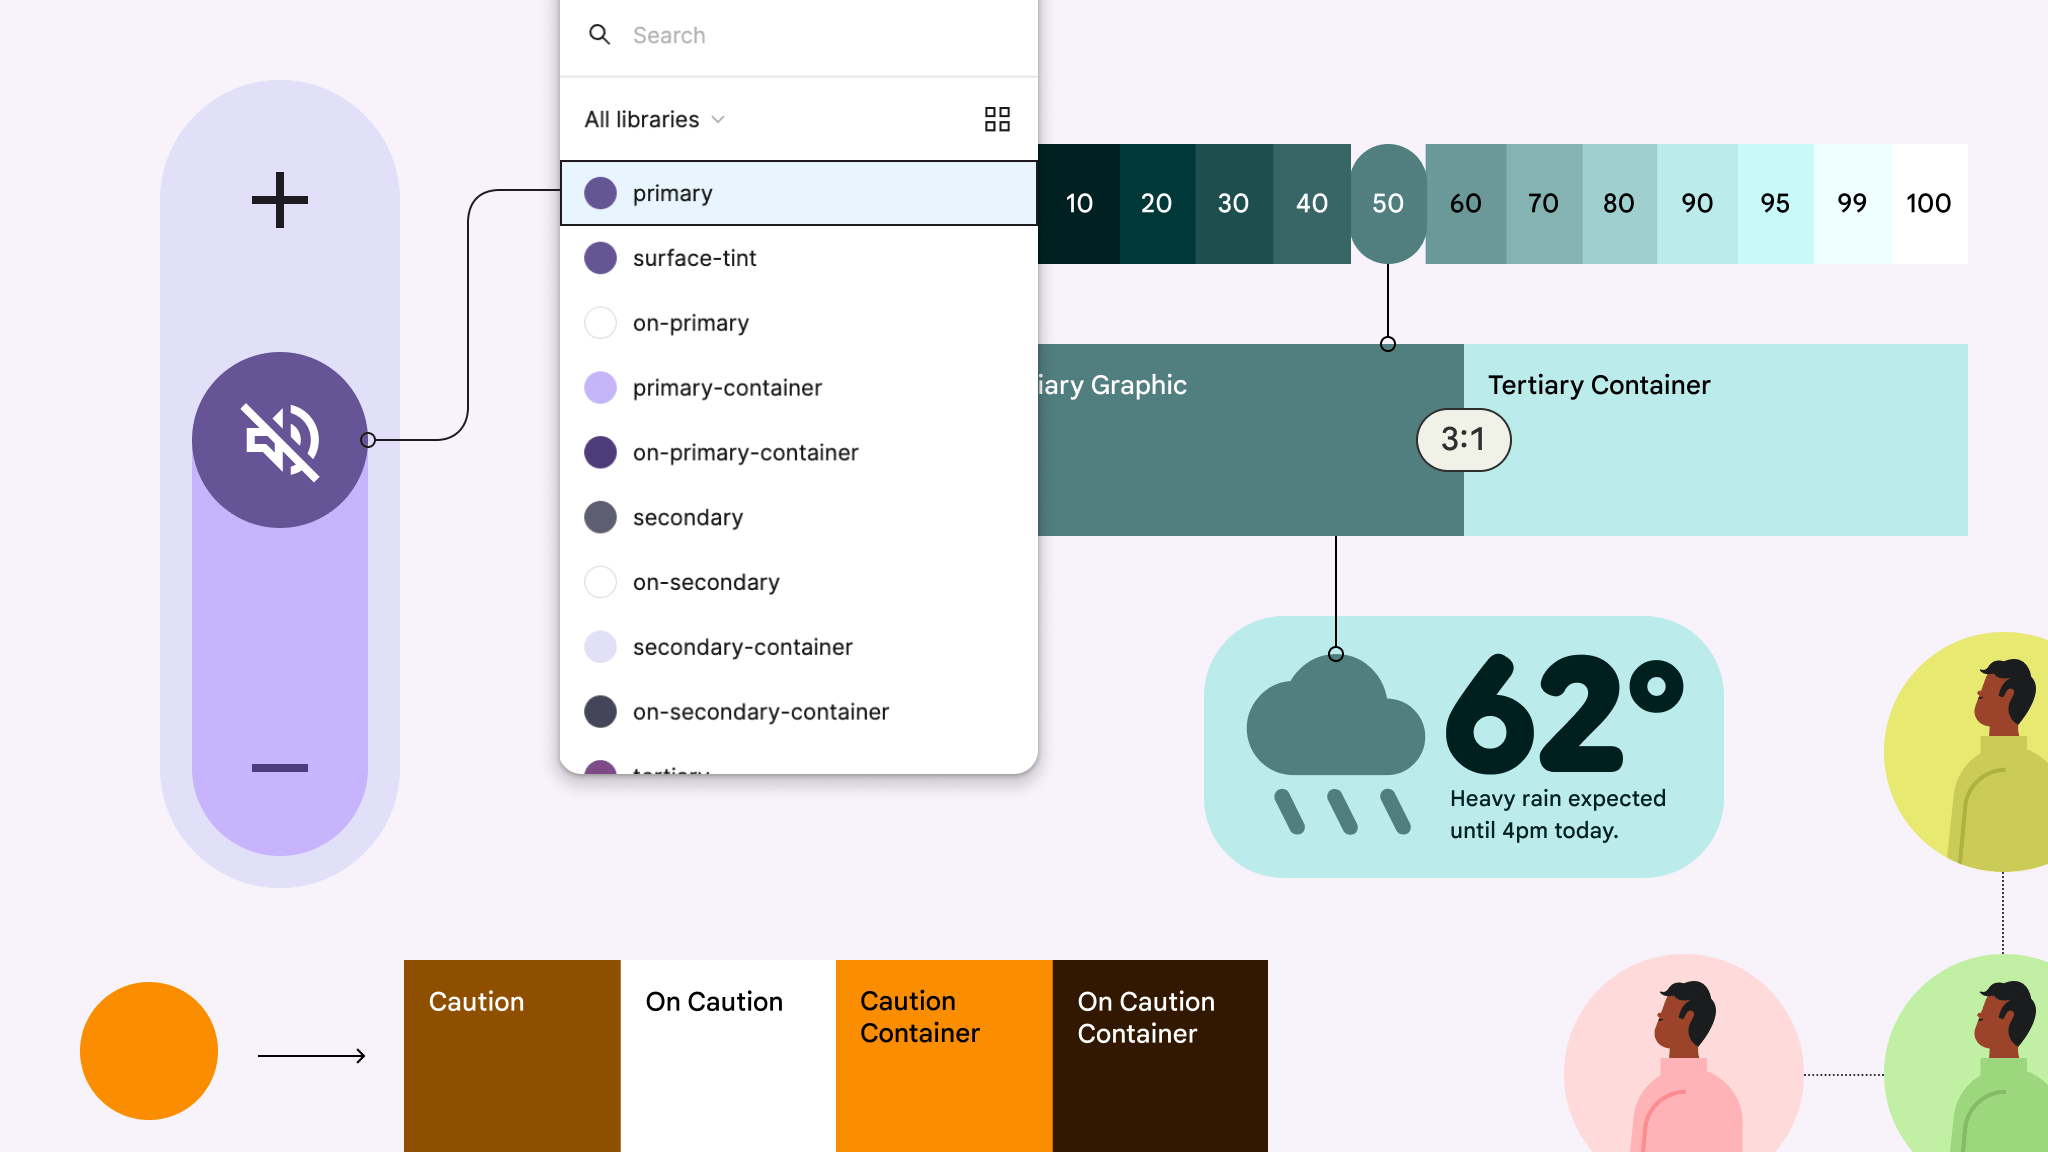 Search
All libraries
primary
surface-tint
on-primary
primary-container
on-primary-container
secondary
on-secondary
secondary-container
on-secondary-container
tertiary
10 20 30 40 50 60 70 80 90 95 99 100
iary Graphic
Tertiary Container
3:1
62°
Heavy rain expected
until 4pm today.
Caution
On Caution
Caution
Container
On Caution
Container